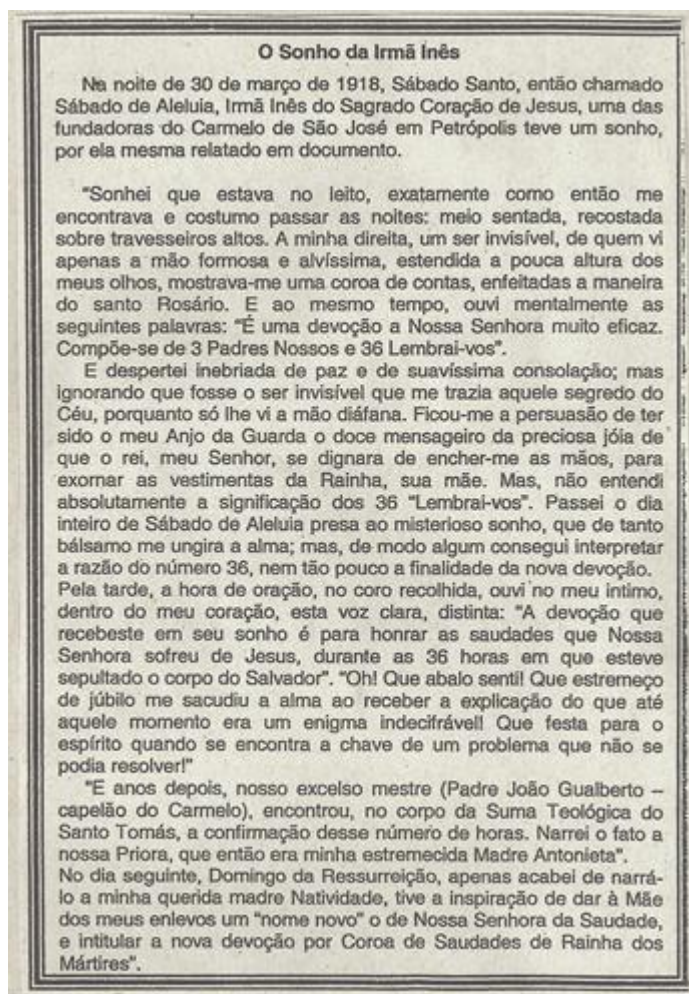 O Sonho da Irmã Inês
Na noite de 30 de março de 1918, Sábado Santo, então chamado
Sábado de Aleluia, Irmã Inês do Sagrado Coração de Jesus, uma das
fundadoras do Carmelo de São José em Petrópolis teve um sonho,
por ela mesma relatado em documento.
"Sonhei que estava no leito, exatamente como então me
encontrava e costumo passar as noites: meio sentada, recostada
sobre travesseiros altos. A minha direita, um ser invisível, de quem vi
apenas a mão formosa e alvíssima, estendida a pouca altura dos
meus olhos, mostrava-me uma coroa de contas, enfeitadas a maneira
do santo Rosário. E ao mesmo tempo, ouvi mentalmente as
seguintes palavras: "É uma devoção a Nossa Senhora muito eficaz.
Compõe-se de 3 Padres Nossos e 36 Lembrai-vos".
E despertei inebriada de paz e de suavíssima consolação; mas
ignorando que fosse o ser invisível que me trazia aquele segredo do
Céu, porquanto só lhe vi a mão diáfana. Ficou-me a persuasão de ter
sido o meu Anjo da Guarda o doce mensageiro da preciosa jóia de
que o rei, meu Senhor, se dignara de encher-me as mãos, para
exornar as vestimentas da Rainha, sua mãe. Mas, não entendi
absolutamente a significação dos 36 "Lembrai-vos". Passei o dia
inteiro de Sábado de Aleluia presa ao misterioso sonho, que de tanto
bálsamo me ungira a alma; mas, de modo algum consegui interpretar
a razão do número 36, nem tão pouco a finalidade da nova devoção.
Pela tarde, a hora de oração, no coro recolhida, ouvi no meu intimo,
dentro do meu coração, esta voz clara, distinta: "A devoção que
recebeste em seu sonho é para honrar as saudades que Nossa
Senhora sofreu de Jesus, durante as 36 horas em que esteve
sepultado o corpo do Salvador". "Oh! Que abalo senti! Que estremeço
de júbilo me sacudiu a alma ao receber a explicação do que até
aquele momento era um enigma indecifrável! Que festa para o
espírito quando se encontra a chave de um problema que não se
podia resolver!"
"E anos depois, nosso excelso mestre (Padre João Gualberto –
capelão do Carmelo), encontrou, no corpo da Suma Teológica do
Santo Tomás, a confirmação desse número de horas. Narrei o fato a
nossa Priora, que então era minha estremecida Madre Antonieta".
No dia seguinte, Domingo da Ressurreição, apenas acabei de narrá-
lo a minha querida madre Natividade, tive a inspiração de dar à Mãe
dos meus enlevos um "nome novo" o de Nossa Senhora da Saudade,
e intitular a nova devoção por Coroa de Saudades de Rainha dos
Mártires".